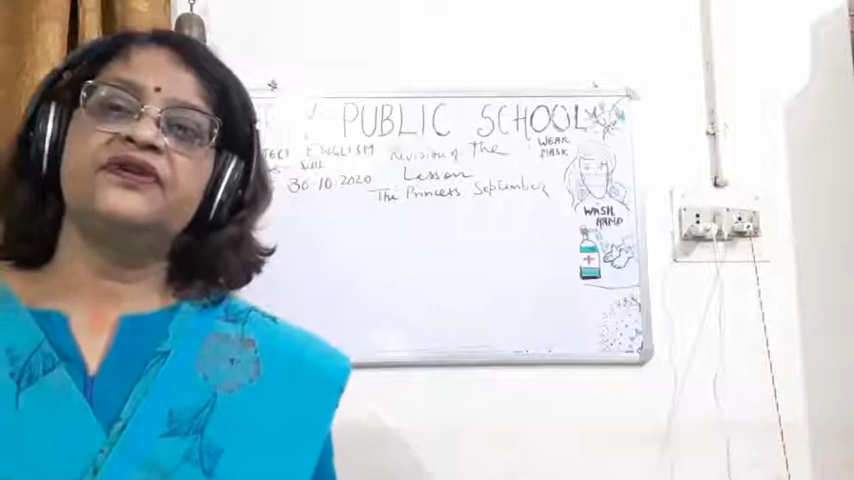 PUBLIC SCHOOL
ENGLISH
Revision of the
30.10.2020
Lesson
The Princess September
WEAR
MASK
WASH
HAND